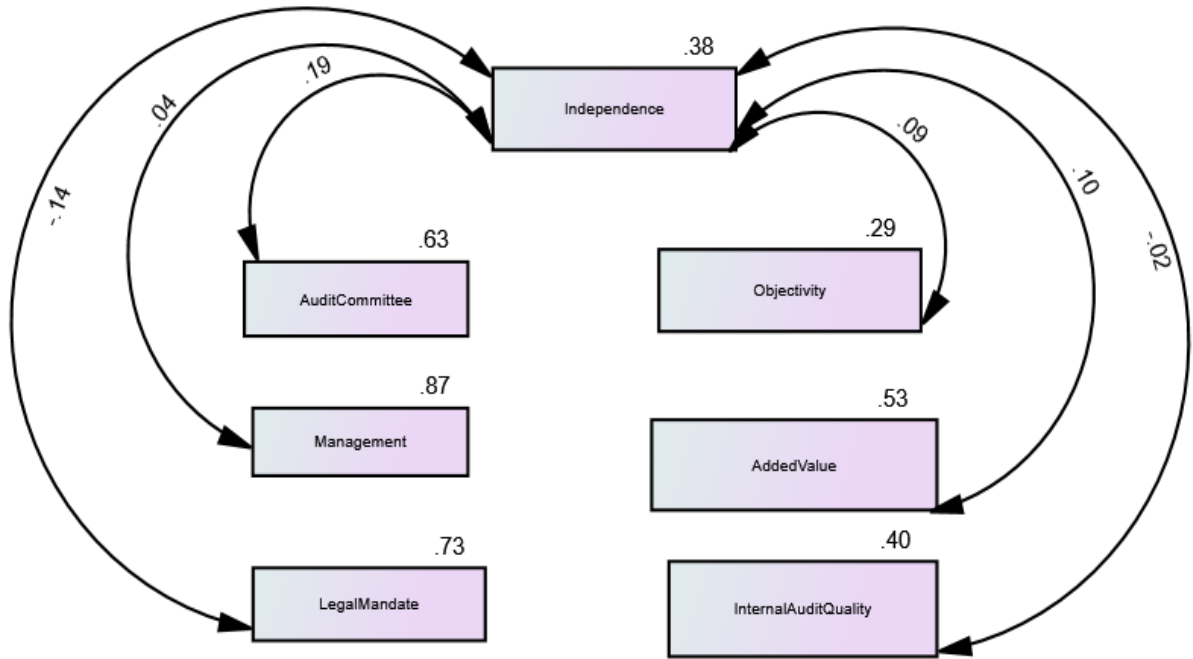 .38
Independence
.19
.04
-.14
.09
.10
-.02
.63
AuditCommittee
.29
Objectivity
.87
Management
.53
AddedValue
.73
LegalMandate
.40
InternalAuditQuality